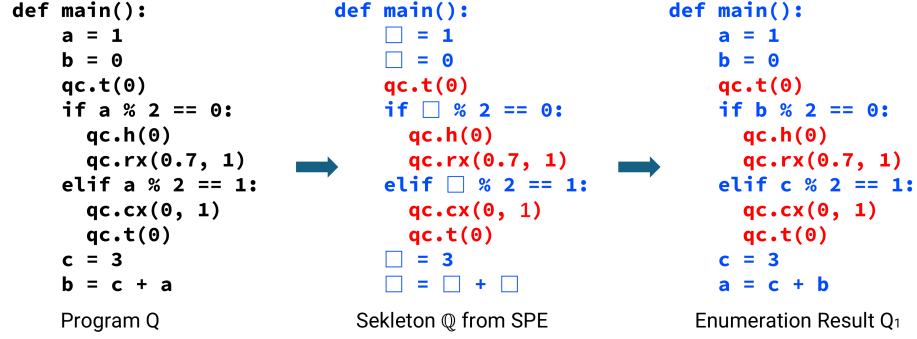 def main():
a = 1
b = 0
qc.t(0)
if a % 2 == 0:
qc.h(0)
qc.rx(0.7, 1)
elif a % 2 == 1:
qc.cx(0, 1)
qc.t(0)
c = 3
b = c + a
Program Q
def main():
□ = 1
□ = 0
qc.t(0)
if □ % 2 == 0:
qc.h(0)
qc.rx(0.7, 1)
elif □ % 2 == 1:
qc.cx(0, 1)
qc.t(0)
□ = 3
□ = □ + □
Sekleton ℚ from SPE
def main():
a = 1
b = 0
qc.t(0)
if b % 2 == 0:
qc.h(0)
qc.rx(0.7, 1)
elif c % 2 == 1:
qc.cx(0, 1)
qc.t(0)
c = 3
a = c + b
Enumeration Result Q₁